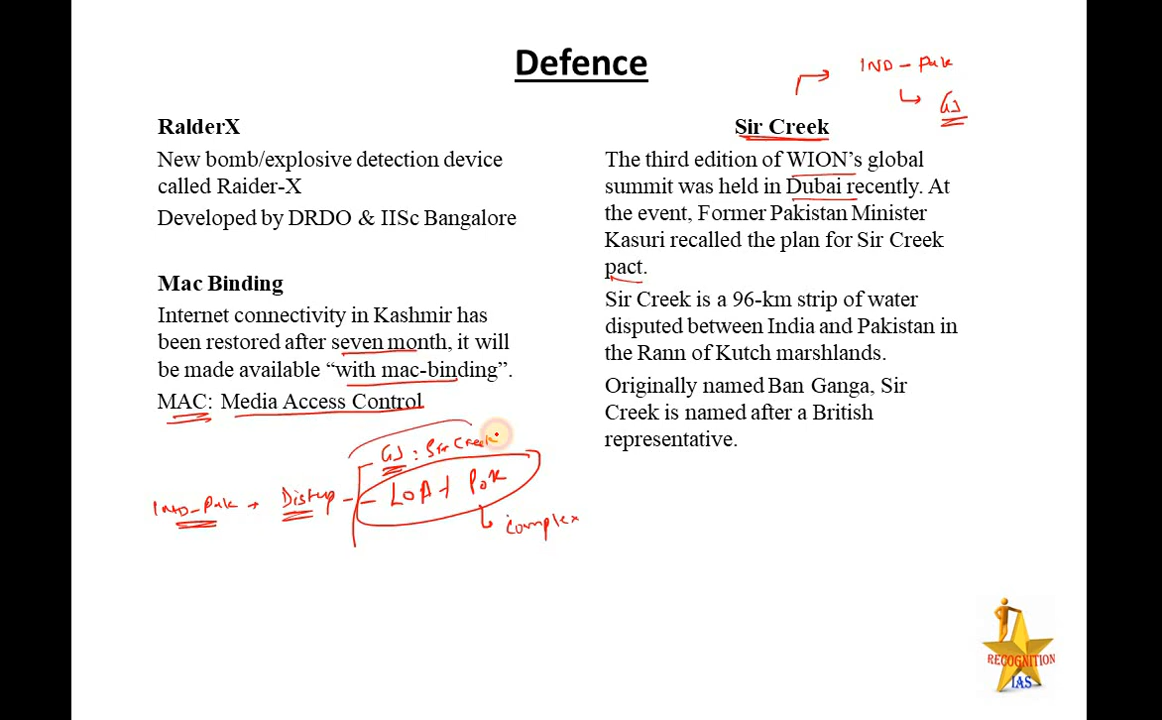 Defence
RalderX
New bomb/explosive detection device
called Raider-X
Developed by DRDO & IISc Bangalore
Mac Binding
Internet connectivity in Kashmir has
been restored after seven month, it will
be made available “with mac-binding”.
MAC: Media Access Control
GJ : Sir Creek
IND-Pak → Distup - LOA + POK
complex
IND - Pak
GJ
Sir Creek
The third edition of WION’s global
summit was held in Dubai recently. At
the event, Former Pakistan Minister
Kasuri recalled the plan for Sir Creek
pact.
Sir Creek is a 96-km strip of water
disputed between India and Pakistan in
the Rann of Kutch marshlands.
Originally named Ban Ganga, Sir
Creek is named after a British
representative.
RECOGNITION
IAS